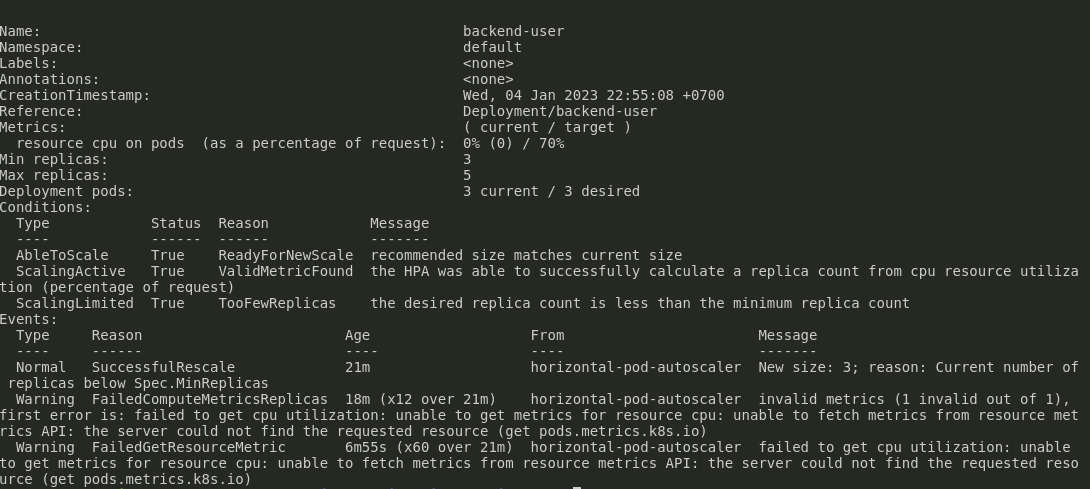 Name:                                                  backend-user
Namespace:                                             default
Labels:                                                <none>
Annotations:                                           <none>
CreationTimestamp:                                     Wed, 04 Jan 2023 22:55:08 +0700
Reference:                                             Deployment/backend-user
Metrics:                                               ( current / target )
  resource cpu on pods  (as a percentage of request):  0% (0) / 70%
Min replicas:                                          3
Max replicas:                                          5
Deployment pods:                                       3 current / 3 desired
Conditions:
  Type            Status  Reason            Message
  ----            ------  ------            -------
  AbleToScale     True    ReadyForNewScale  recommended size matches current size
  ScalingActive   True    ValidMetricFound  the HPA was able to successfully calculate a replica count from cpu resource utiliza
tion (percentage of request)
  ScalingLimited  True    TooFewReplicas    the desired replica count is less than the minimum replica count
Events:
  Type     Reason                        Age                   From                       Message
  ----     ------                        ----                  ----                       -------
  Normal   SuccessfulRescale             21m                   horizontal-pod-autoscaler  New size: 3; reason: Current number of
 replicas below Spec.MinReplicas
  Warning  FailedComputeMetricsReplicas  18m (x12 over 21m)    horizontal-pod-autoscaler  invalid metrics (1 invalid out of 1),
first error is: failed to get cpu utilization: unable to get metrics for resource cpu: unable to fetch metrics from resource met
rics API: the server could not find the requested resource (get pods.metrics.k8s.io)
  Warning  FailedGetResourceMetric       6m55s (x60 over 21m)  horizontal-pod-autoscaler  failed to get cpu utilization: unable
to get metrics for resource cpu: unable to fetch metrics from resource metrics API: the server could not find the requested reso
urce (get pods.metrics.k8s.io)